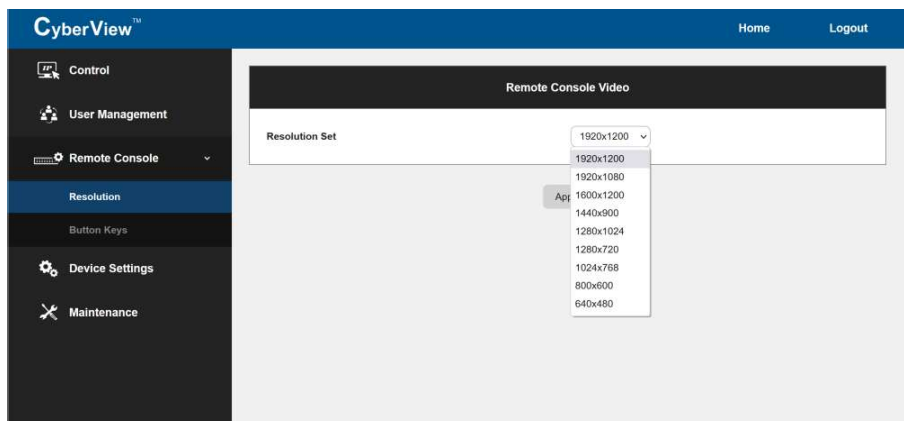 CyberView™
Home Logout
Control
User Management
Remote Console
Resolution
Button Keys
Device Settings
Maintenance
Remote Console Video
Resolution Set 1920x1200
1920x1200
1920x1080
1600x1200
1440x900
1280x1024
1280x720
1024x768
800x600
640x480
App